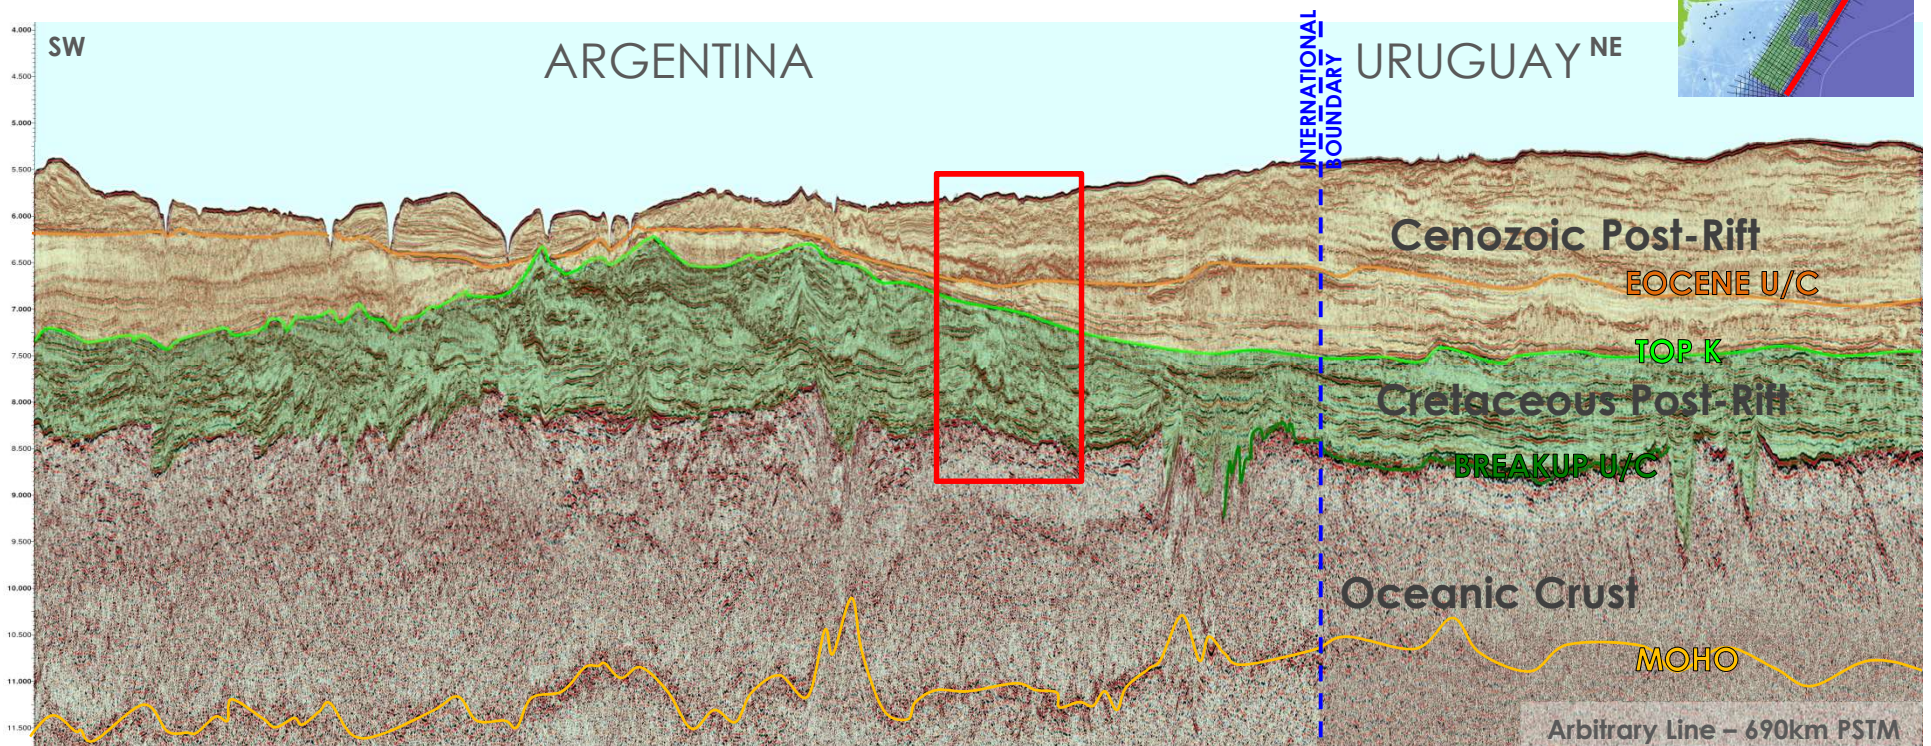 SW
ARGENTINA
INTERNATIONAL
BOUNDARY
URUGUAY
NE
4.000
4.500
5.000
5.500
6.000
6.500
7.000
7.500
8.000
8.500
9.000
9.500
10.000
10.500
11.000
11.500
Cenozoic Post-Rift
EOCENE U/C
TOP K
Cretaceous Post-Rift
BREAKUP U/C
Oceanic Crust
MOHO
Arbitrary Line – 690km PSTM